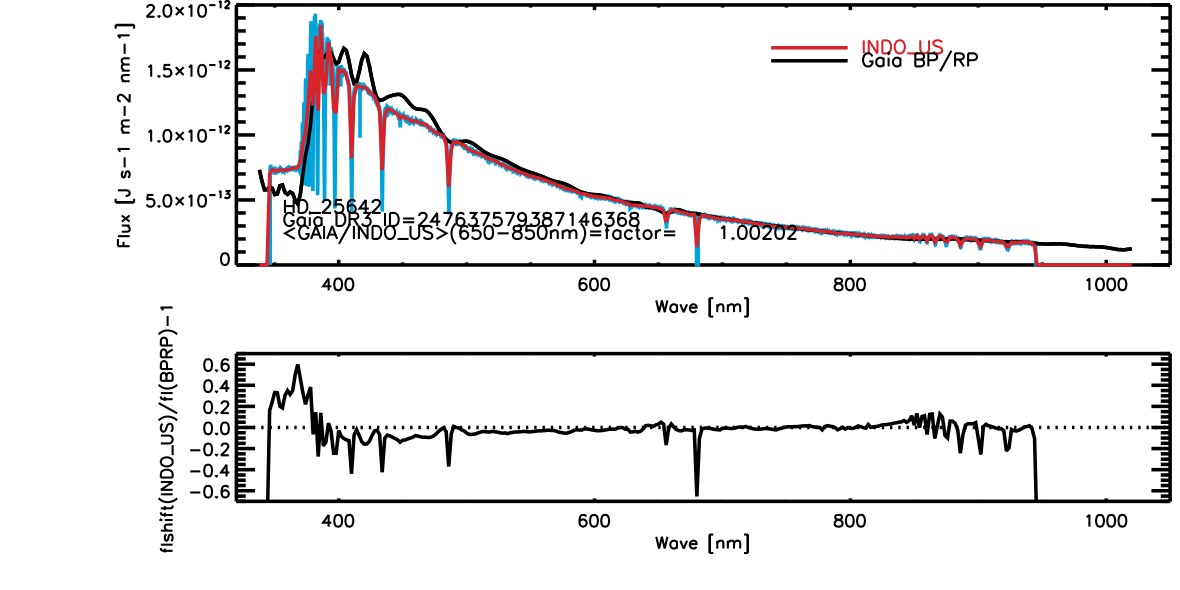 2.0×10⁻¹²
1.5×10⁻¹²
1.0×10⁻¹²
5.0×10⁻¹³
0
Flux [J s−1 m−2 nm−1]
INDO_US
Gaia BP/RP
HD_25642
Gaia DR3_ID=2476375793871463​68
<GAIA/INDO_US>(650−850nm)=factor= 1.00202
400 600 800 1000
Wave [nm]
flshift(INDO_US)/fl(BPRP)−1
0.6
0.4
0.2
0.0
−0.2
−0.4
−0.6
400 600 800 1000
Wave [nm]